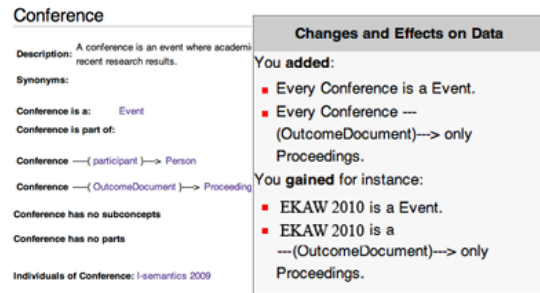 Conference
Description: A conference is an event where academi
recent research results.
Synonyms:
Conference is a: Event
Conference is part of:
Conference ----( participant )---> Person
Conference ----( OutcomeDocument )---> Proceeding
Conference has no subconcepts
Conference has no parts
Individuals of Conference: I-semantics 2009
Changes and Effects on Data
You added:
Every Conference is a Event.
Every Conference ---
(OutcomeDocument)---> only
Proceedings.
You gained for instance:
EKAW 2010 is a Event.
EKAW 2010 is a
---(OutcomeDocument)---> only
Proceedings.